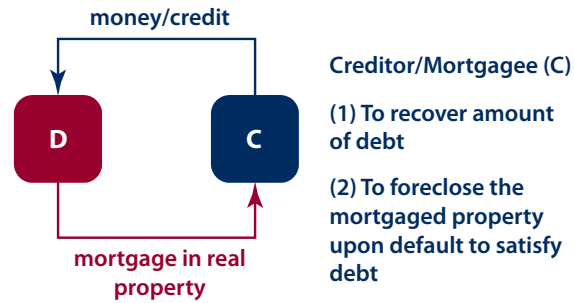 money/credit
D
C
mortgage in real
property
Creditor/Mortgagee (C)
(1) To recover amount
of debt
(2) To foreclose the
mortgaged property
upon default to satisfy
debt